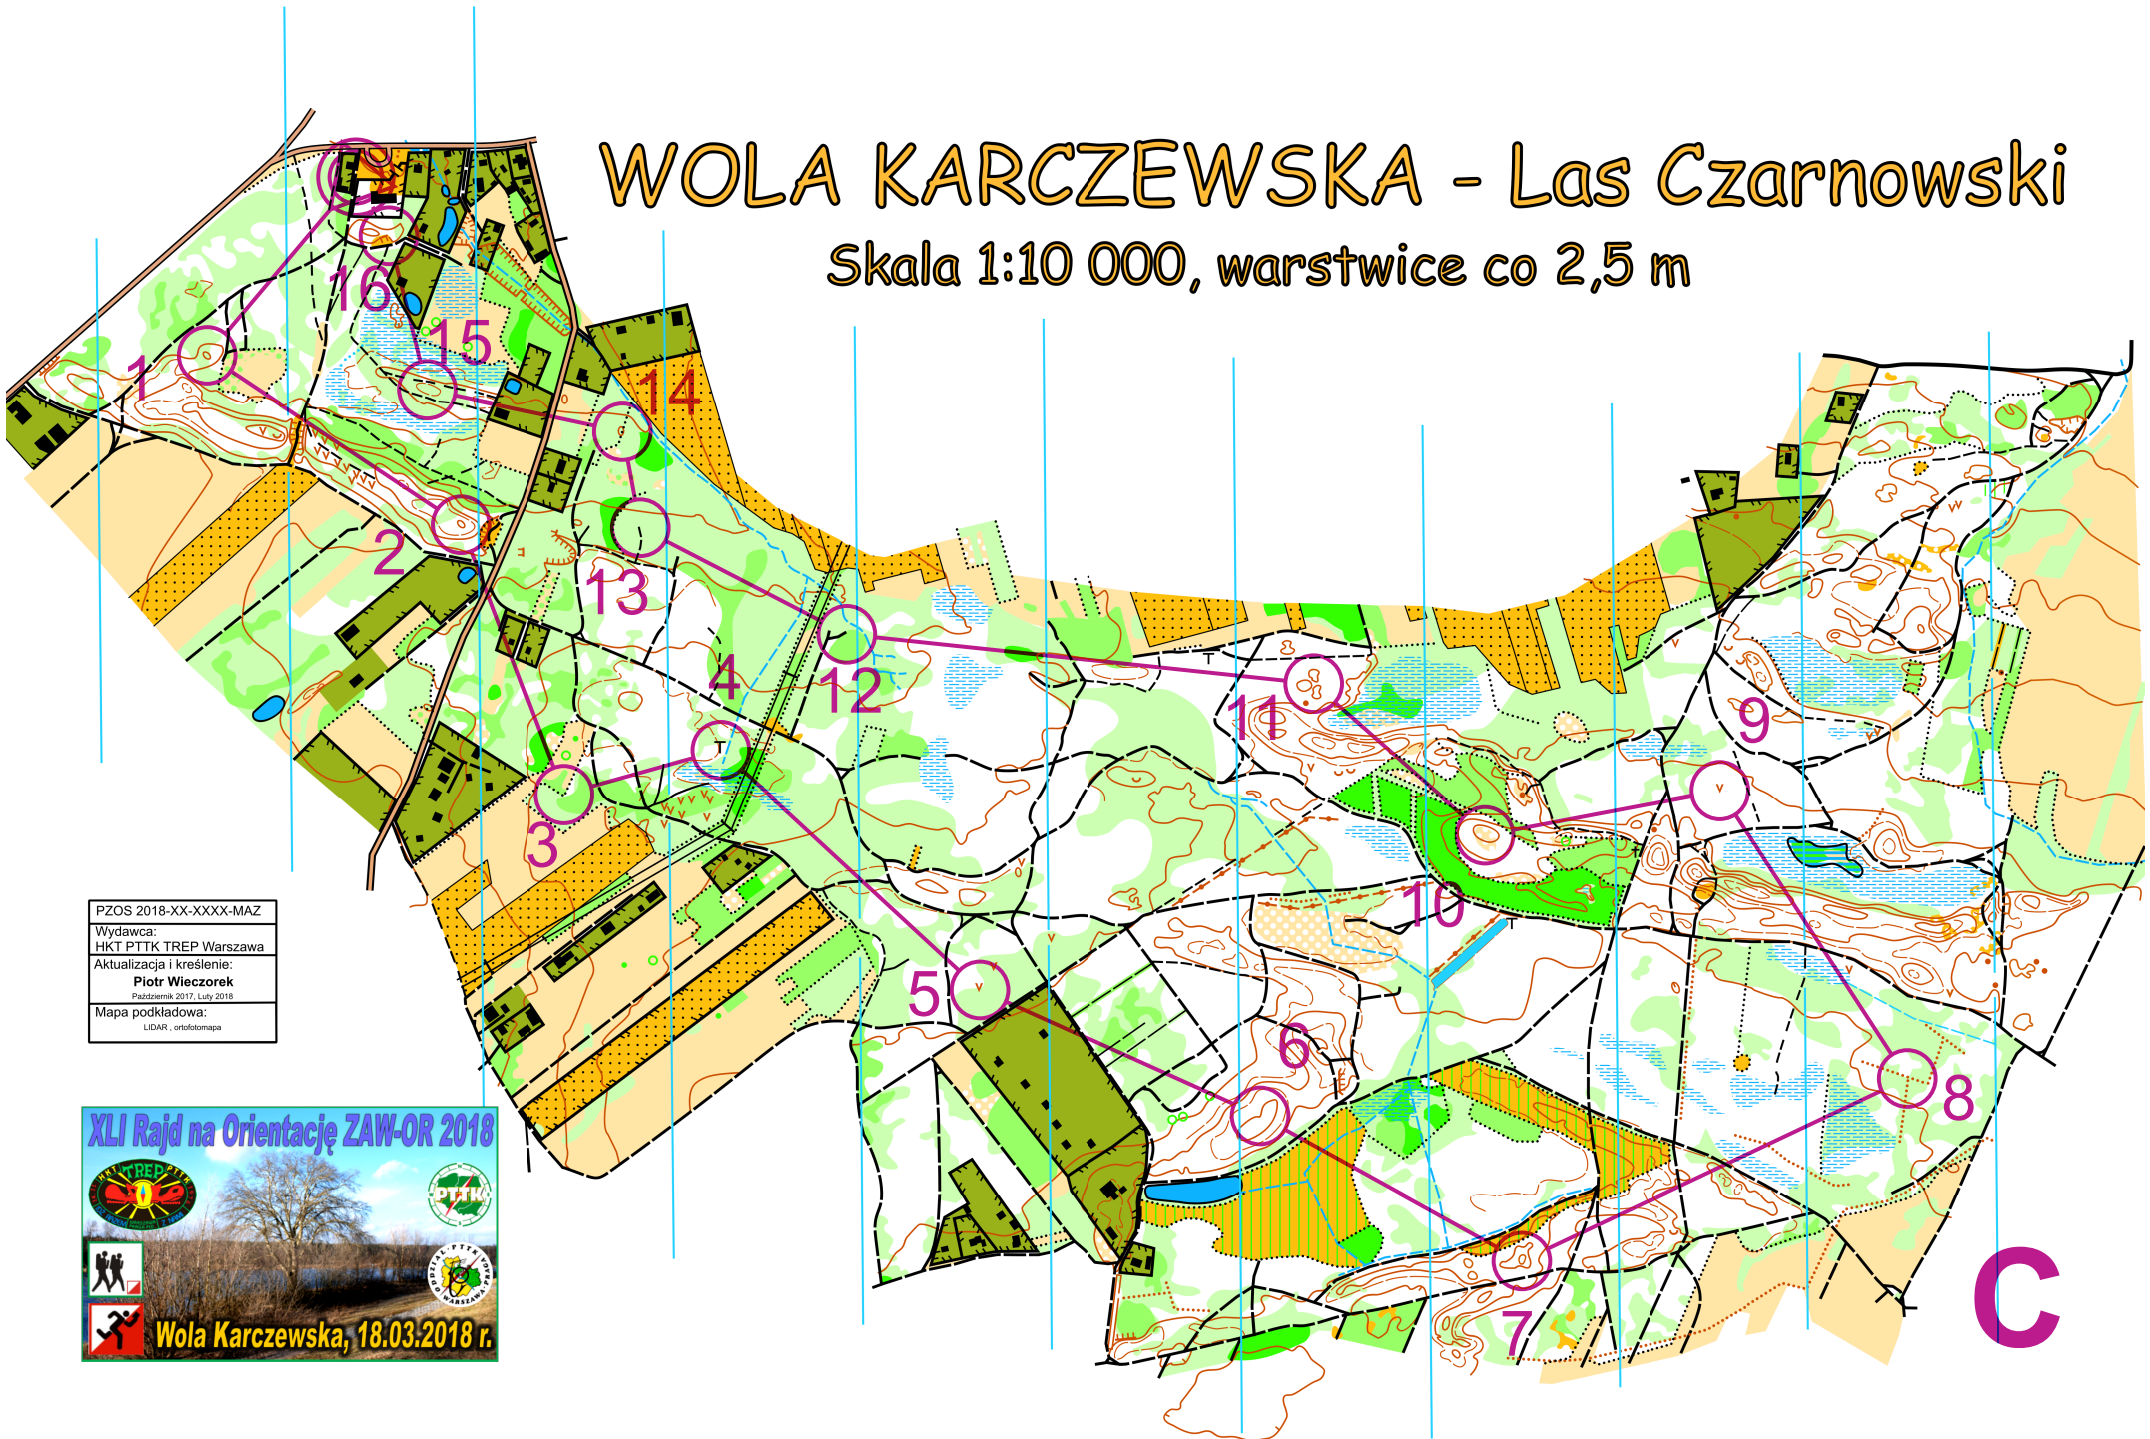 WOLA KARCZEWSKA - Las Czarnowski
Skala 1:10 000, warstwice co 2,5 m
16
15
1
14
2
13
4
12
3
11
9
10
5
6
8
7
C
PZOS 2018-XX-XXXX-MAZ
Wydawca:
HKT PTTK TREP Warszawa
Aktualizacja i kreślenie:
Piotr Wieczorek
Październik 2017, Luty 2018
Mapa podkładowa:
LIDAR , ortofotomapa
XLI Rajd na Orientację ZAW-OR 2018
HKT TREP PTTK
PTTK
Wola Karczewska, 18.03.2018 r.